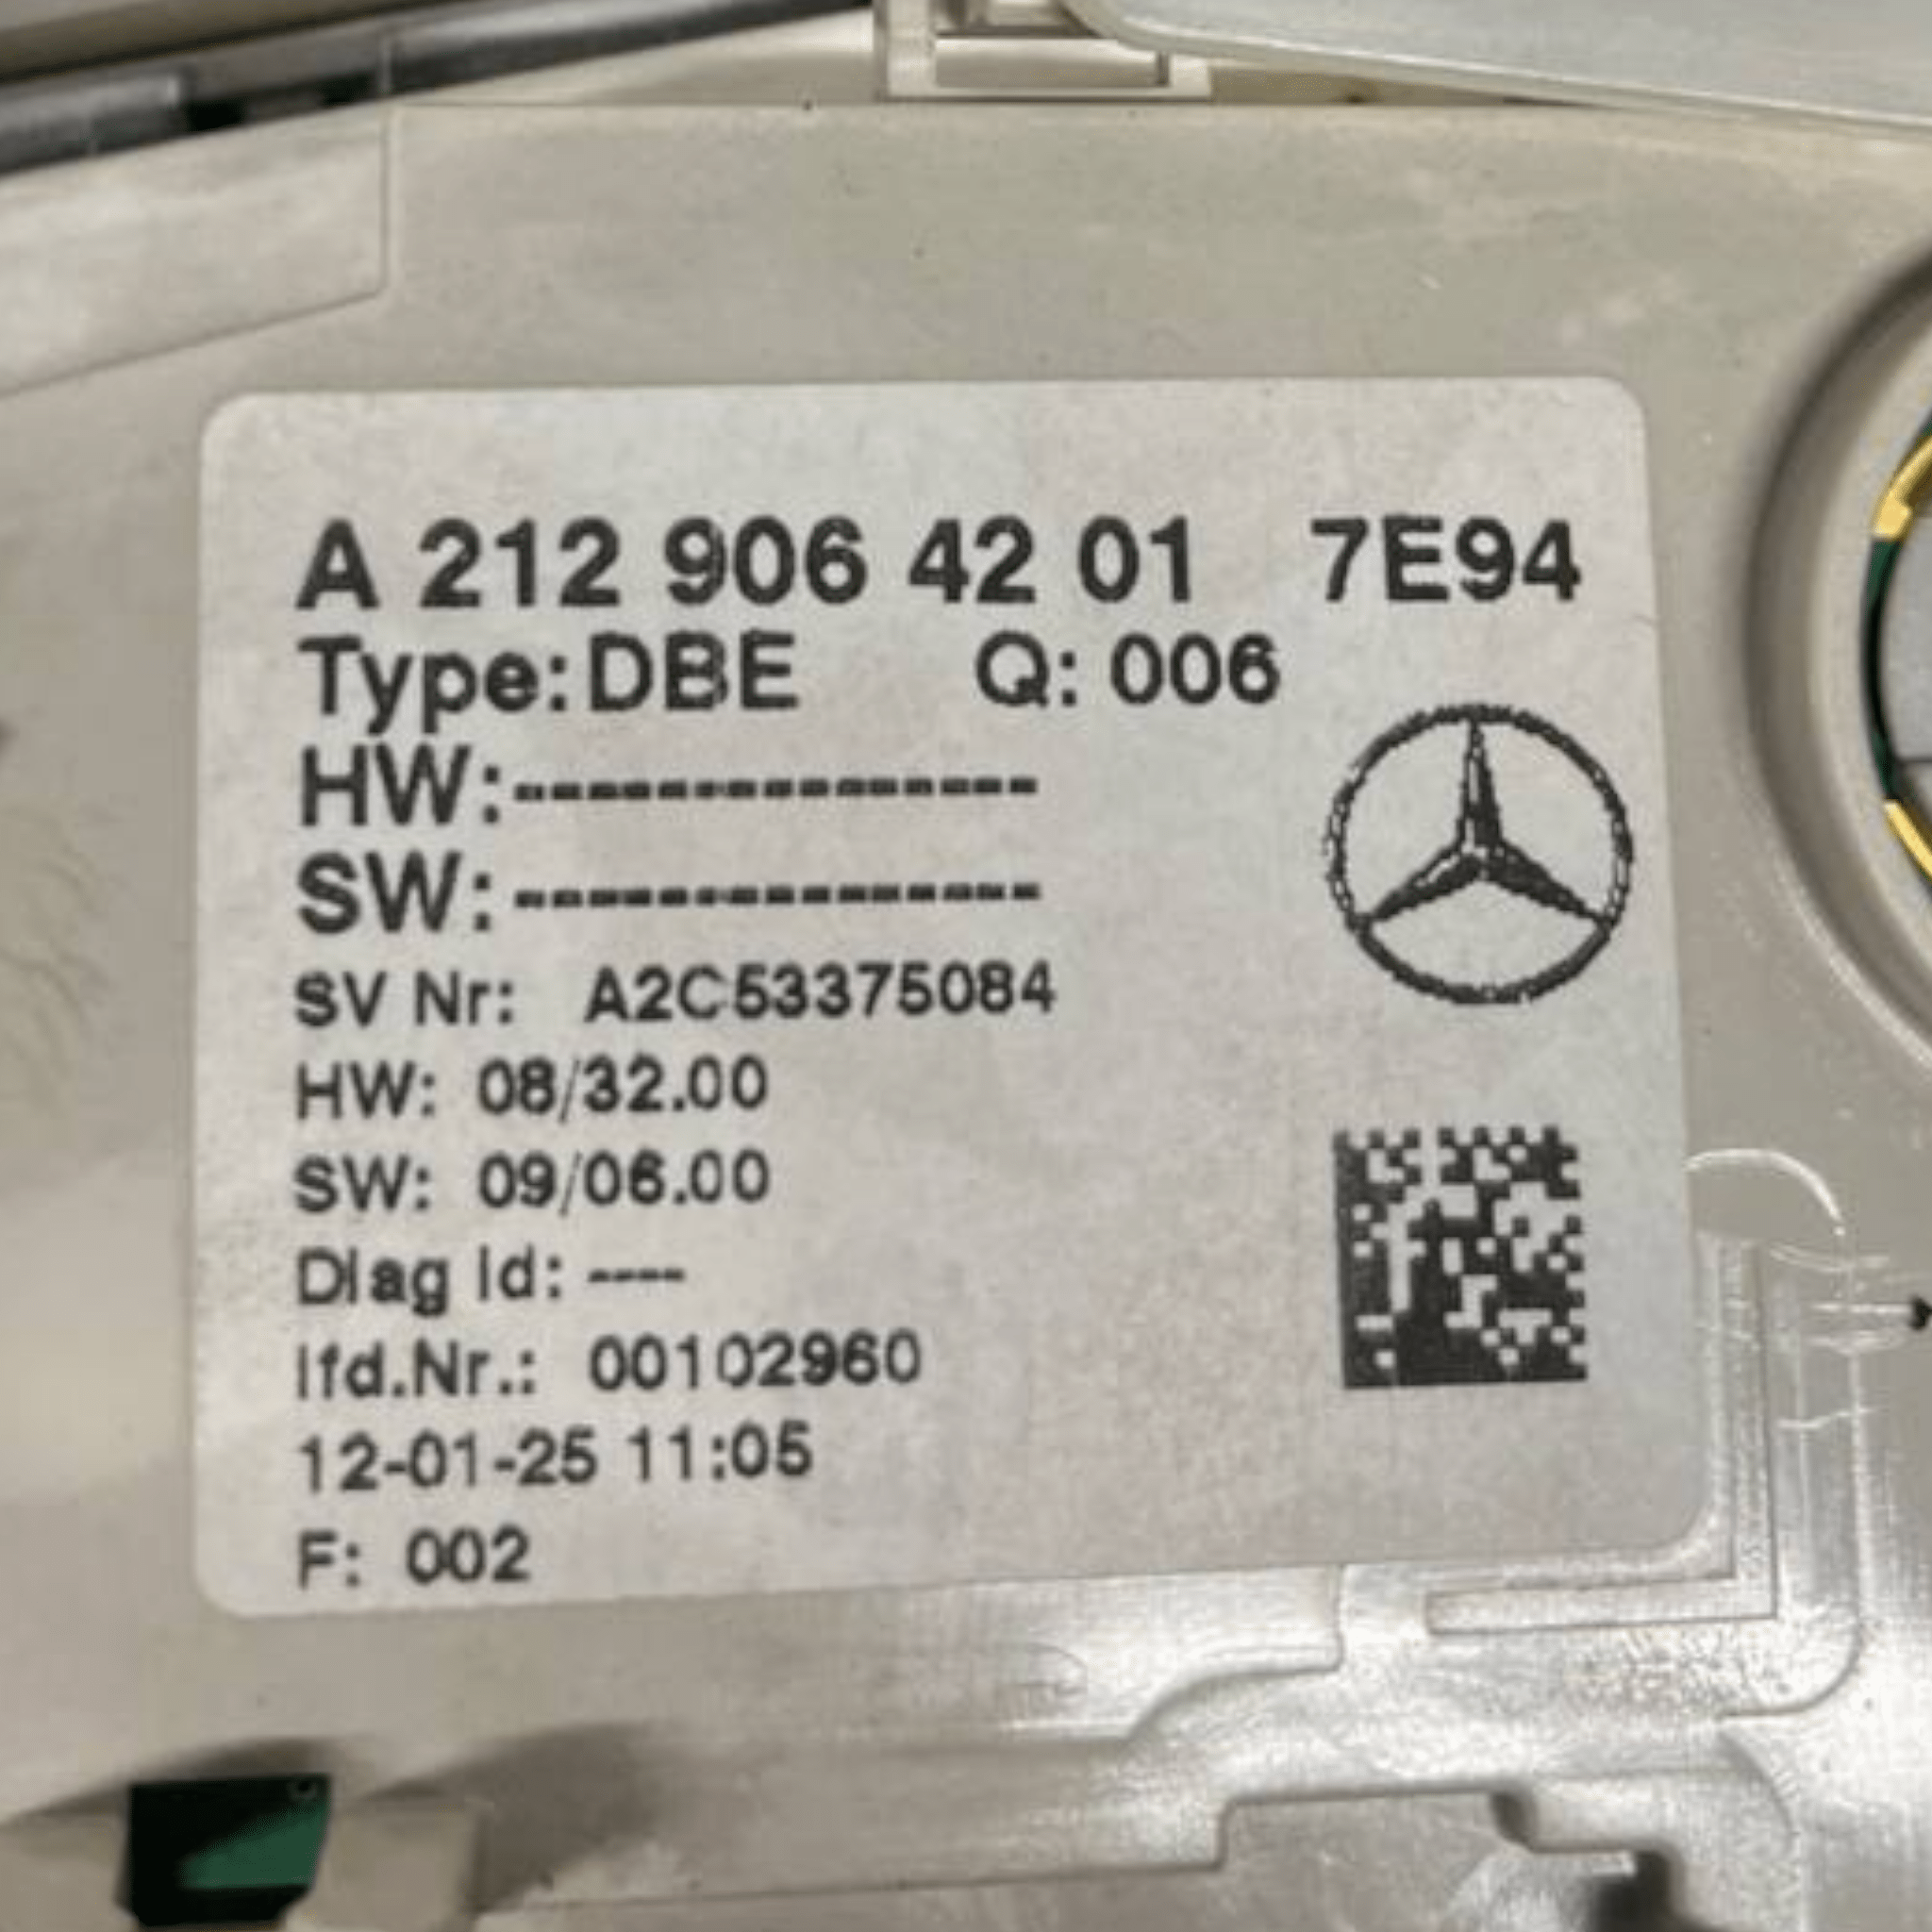 A 212 906 42 01 7E94
Type:DBE Q: 006
HW:---------------
SW:---------------
SV Nr: A2C53375084
HW: 08/32.00
SW: 09/06.00
Diag Id: ----
lfd.Nr.: 00102960
12-01-25 11:05
F: 002